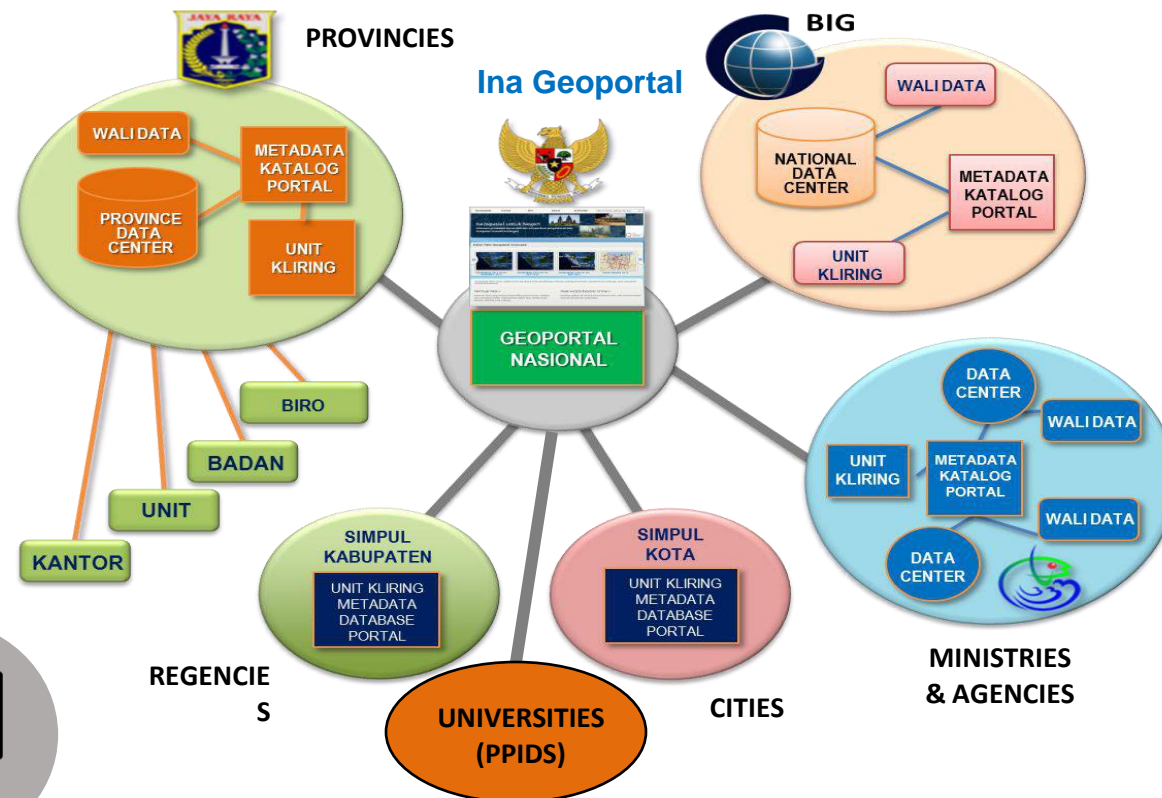 JAYA RAYA
PROVINCIES
BIG
Ina Geoportal
WALI DATA
METADATA
KATALOG
PORTAL
PROVINCE
DATA
CENTER
UNIT
KLIRING
WALI DATA
NATIONAL
DATA
CENTER
METADATA
KATALOG
PORTAL
UNIT
KLIRING
GEOPORTAL
NASIONAL
BIRO
BADAN
UNIT
KANTOR
DATA
CENTER
WALI DATA
UNIT
KLIRING
METADATA
KATALOG
PORTAL
WALI DATA
DATA
CENTER
SIMPUL
KABUPATEN
UNIT KLIRING
METADATA
DATABASE
PORTAL
SIMPUL
KOTA
UNIT KLIRING
METADATA
DATABASE
PORTAL
REGENCIE
S
UNIVERSITIES
(PPIDS)
CITIES
MINISTRIES
& AGENCIES